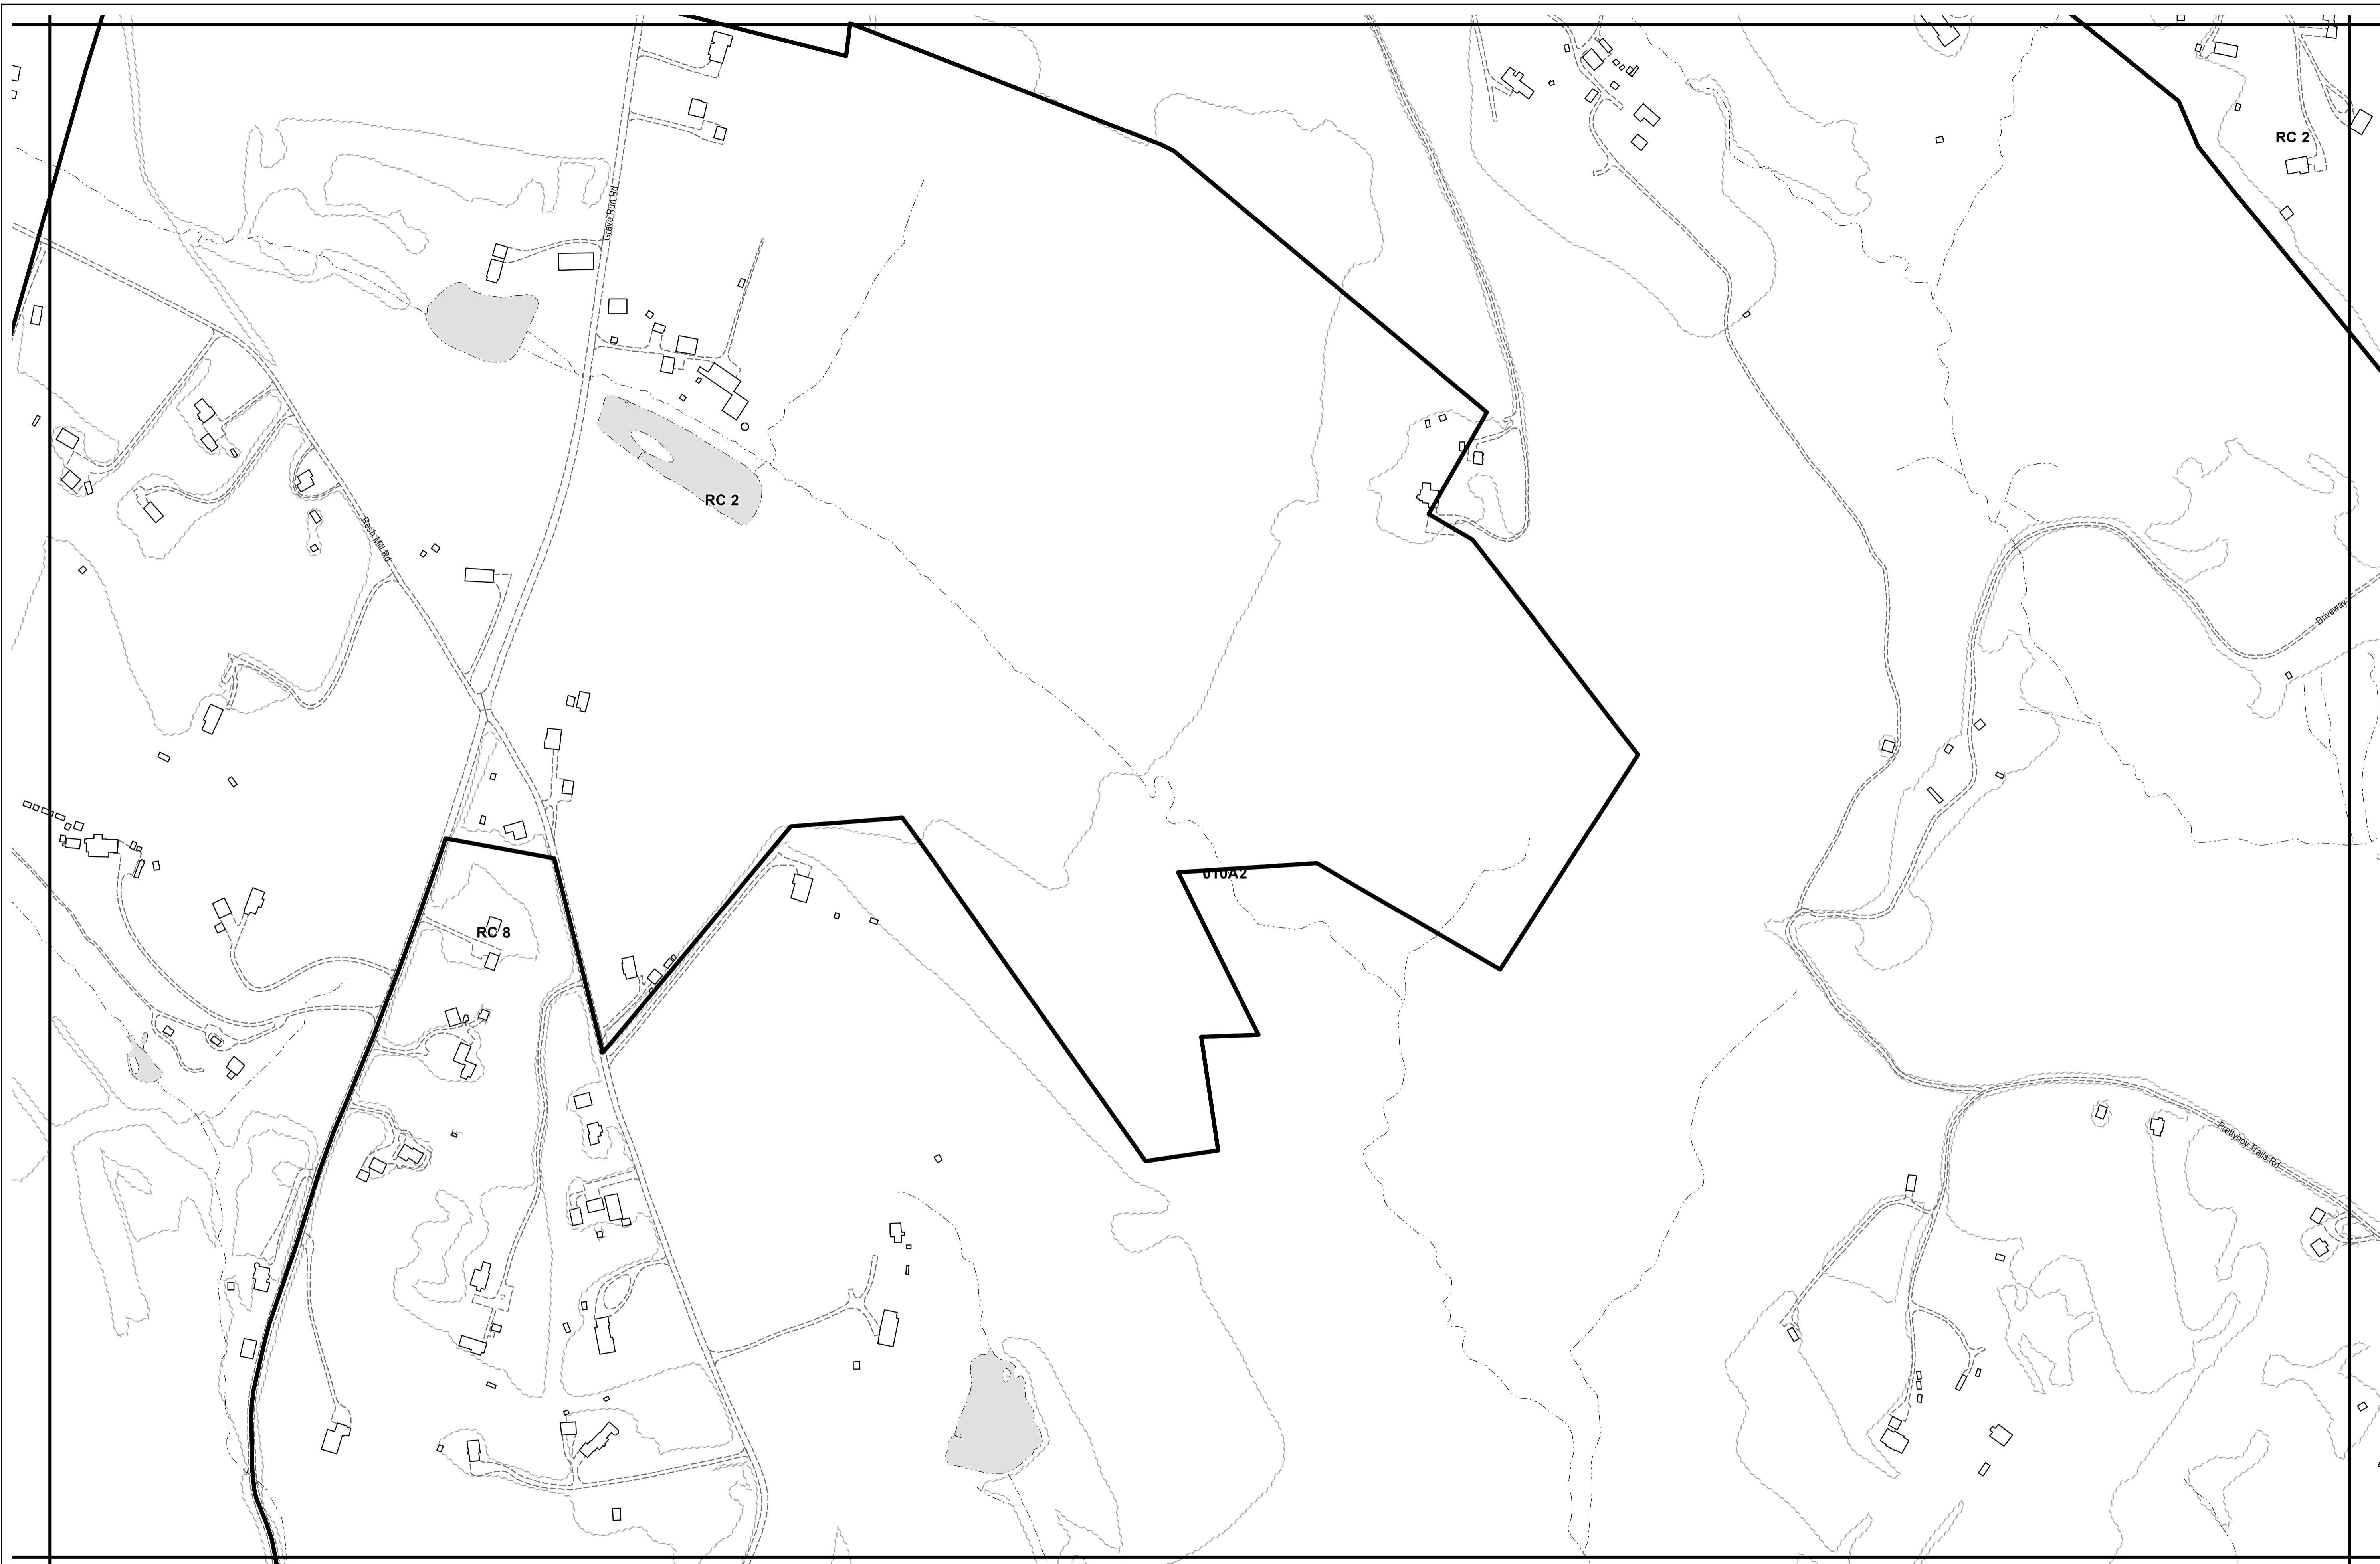 RC 2
Grave Run Rd
RC 2
Resh Mill Rd
Driveway
010A2
RC 8
Prettyboy Trails Rd